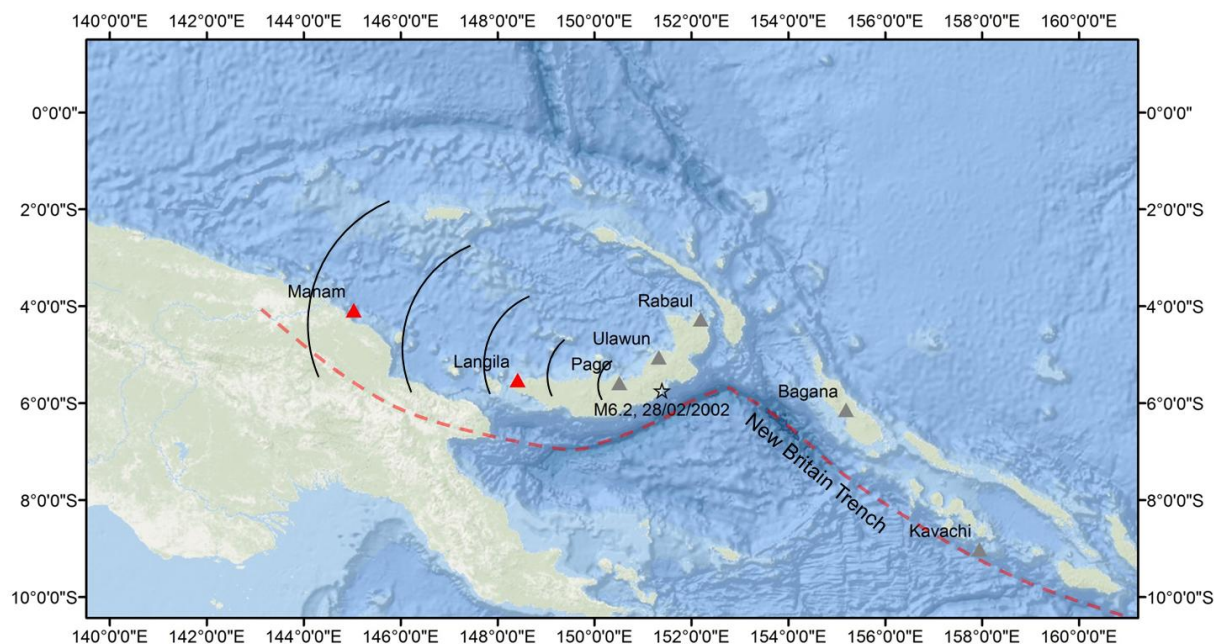 140°0'0"E 142°0'0"E 144°0'0"E 146°0'0"E 148°0'0"E 150°0'0"E 152°0'0"E 154°0'0"E 156°0'0"E 158°0'0"E 160°0'0"E
0°0'0" 0°0'0"
2°0'0"S 2°0'0"S
Manam
Rabaul
4°0'0"S 4°0'0"S
Ulawun
Langila
Pago
Bagana
6°0'0"S 6°0'0"S
M6.2, 28/02/2002
New Britain Trench
8°0'0"S 8°0'0"S
Kavachi
10°0'0"S 10°0'0"S
140°0'0"E 142°0'0"E 144°0'0"E 146°0'0"E 148°0'0"E 150°0'0"E 152°0'0"E 154°0'0"E 156°0'0"E 158°0'0"E 160°0'0"E